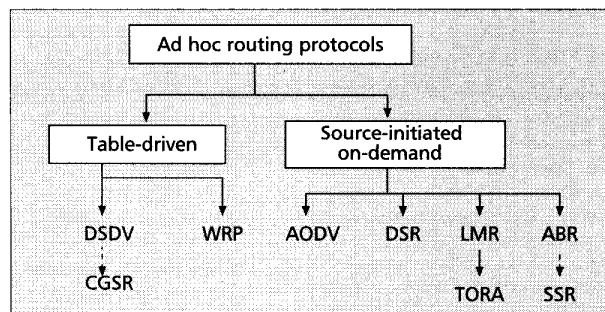 Ad hoc routing protocols
Table-driven
Source-initiated
on-demand
DSDV
WRP
AODV
DSR
LMR
ABR
CGSR
TORA
SSR